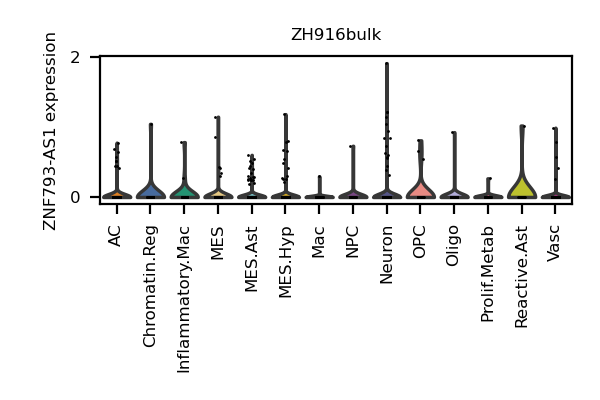 ZH916bulk
ZNF793-AS1 expression
2
0
AC
Chromatin.Reg
Inflammatory.Mac
MES
MES.Ast
MES.Hyp
Mac
NPC
Neuron
OPC
Oligo
Prolif.Metab
Reactive.Ast
Vasc